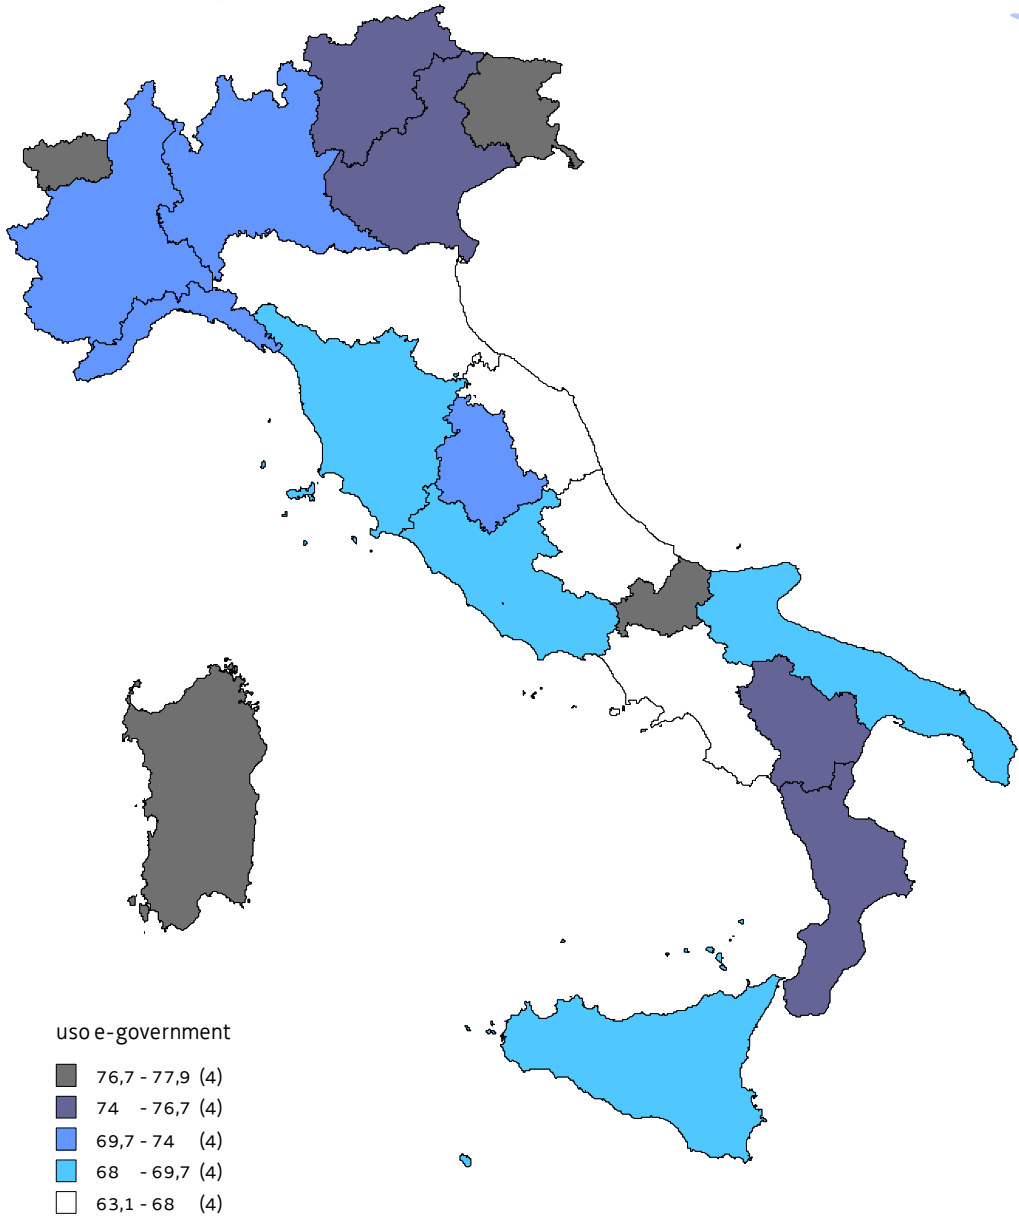 uso e-government
76,7 - 77,9 (4)
74 - 76,7 (4)
69,7 - 74 (4)
68 - 69,7 (4)
63,1 - 68 (4)